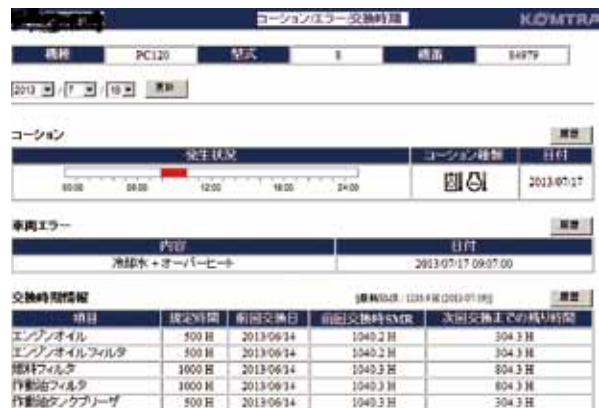 コーション/エラー/交換時期 KOMTRA
機種 PC120 型式 8 機番 84979
2013 / 7 / 18 更新
コーション 履歴
発生状況 コーション種類 日付
00:00 06:00 12:00 18:00 24:00 2013/07/17
車両エラー 履歴
内容 日付
冷却水+オーバーヒート 2013/07/17 09:07:00
交換時期情報 履歴
項目 規定時間 前回交換日 前回交換時SMR 次回交換までの残り時間
エンジンオイル 500 H 2013/06/14 1040.2 H 304.3 H
エンジンオイルフィルタ 500 H 2013/06/14 1040.3 H 304.3 H
燃料フィルタ 1000 H 2013/06/14 1040.3 H 804.3 H
作動油フィルタ 1000 H 2013/06/14 1040.3 H 804.3 H
作動油タンクブリーザ 500 H 2013/06/14 1040.3 H 304.3 H